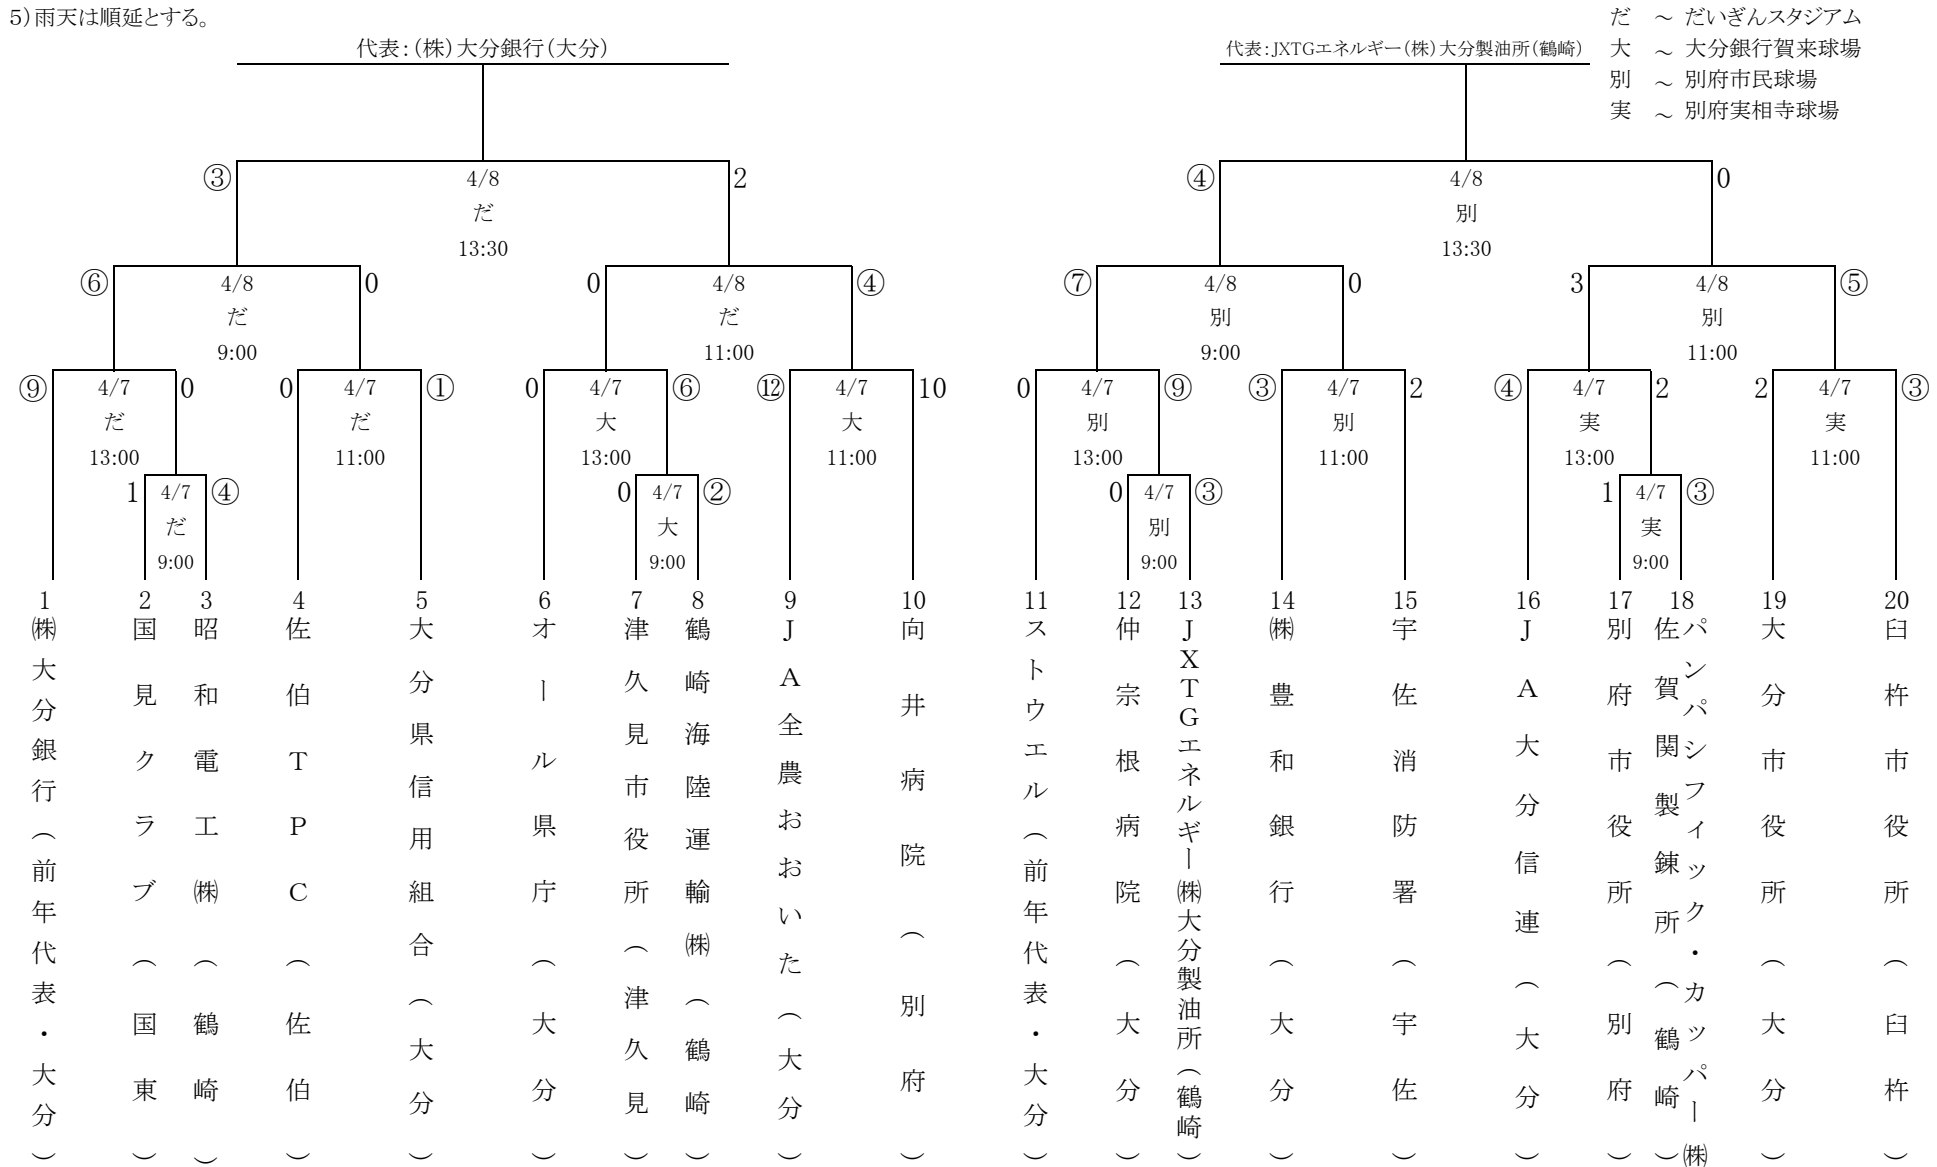 5)雨天は順延とする。
代表:(株)大分銀行(大分)
代表:JXTGエネルギー(株)大分製油所(鶴崎)
だ ～ だいぎんスタジアム
大 ～ 大分銀行賀来球場
別 ～ 別府市民球場
実 ～ 別府実相寺球場
③ 4/8 2
だ
13:30
④ 4/8 0
別
13:30
⑥ 4/8 0
だ
9:00
0 4/8 ④
だ
11:00
⑦ 4/8 0
別
9:00
3 4/8 ⑤
別
11:00
⑨ 4/7 0
だ
13:00
0 4/7 ①
だ
11:00
0 4/7 ⑥
大
13:00
⑫ 4/7 10
大
11:00
0 4/7 ⑨
別
13:00
③ 4/7 2
別
11:00
④ 4/7 2
実
13:00
2 4/7 ③
実
11:00
1 4/7 ④
だ
9:00
0 4/7 ②
大
9:00
0 4/7 ③
別
9:00
1 4/7 ③
実
9:00
1 ㈱大分銀行(前年代表・大分)
2 国見クラブ(国東)
3 昭和電工㈱(鶴崎)
4 佐伯TPC(佐伯)
5 大分県信用組合(大分)
6 オール県庁(大分)
7 津久見市役所(津久見)
8 鶴崎海陸運輸㈱(鶴崎)
9 JA全農おおいた(大分)
10 向井病院(別府)
11 ストウエル(前年代表・大分)
12 仲宗根病院(大分)
13 JXTGエネルギー㈱大分製油所(鶴崎)
14 ㈱豊和銀行(大分)
15 宇佐消防署(宇佐)
16 JA大分信連(大分)
17 別府市役所(別府)
18 パンパシフィック・カッパー㈱
佐賀関製錬所(鶴崎)
19 大分市役所(大分)
20 臼杵市役所(臼杵)